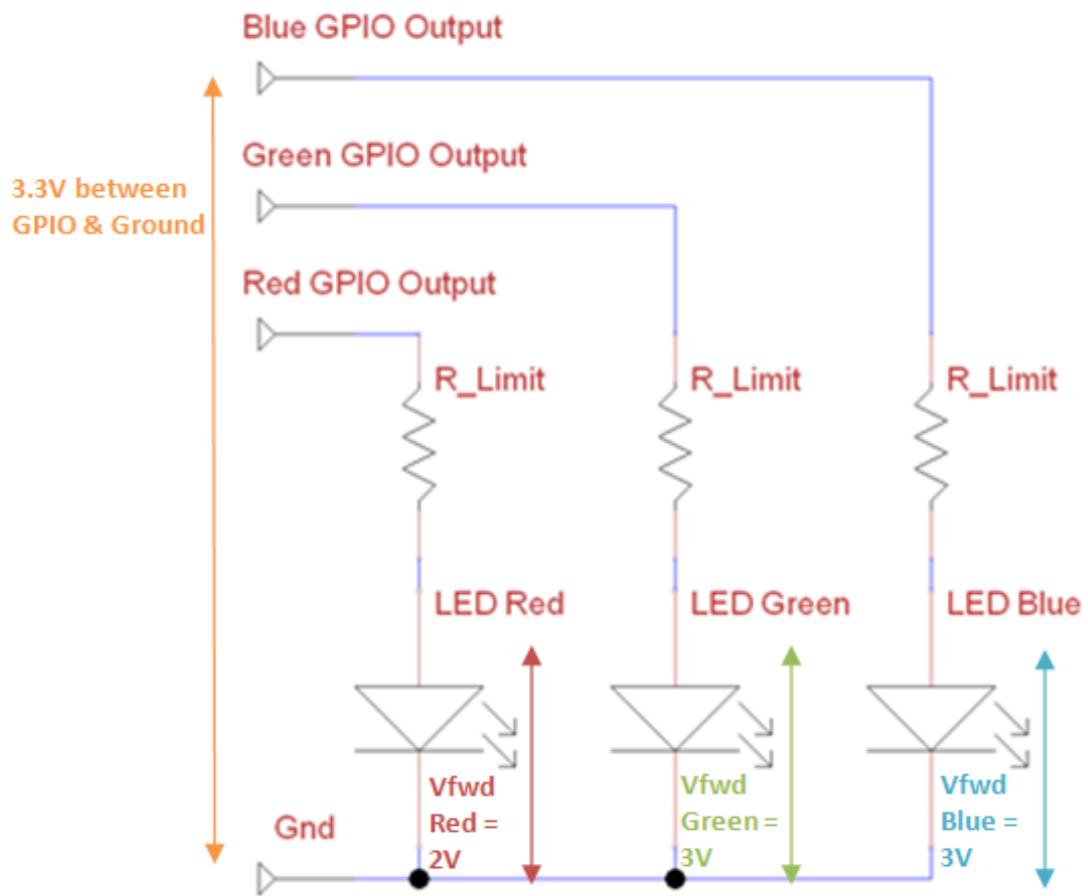 Blue GPIO Output
Green GPIO Output
3.3V between
GPIO & Ground
Red GPIO Output
R_Limit
R_Limit
R_Limit
LED Red
LED Green
LED Blue
Vfwd
Red =
2V
Vfwd
Green =
3V
Vfwd
Blue =
3V
Gnd